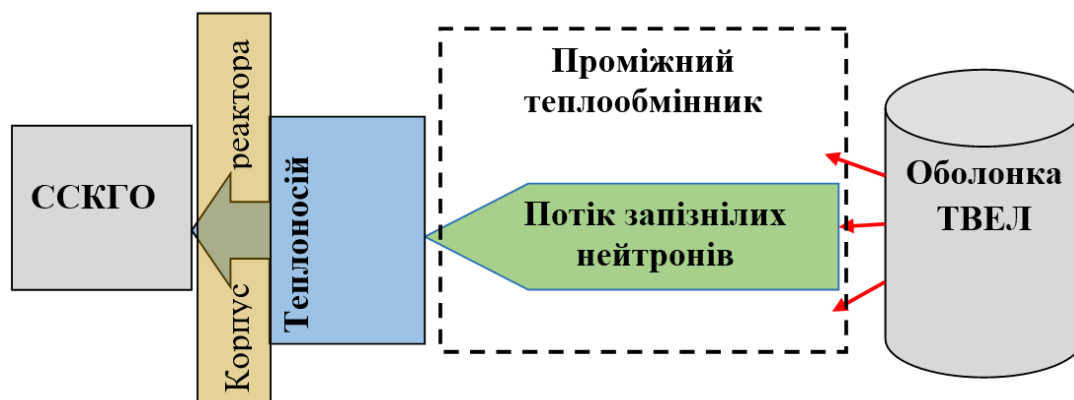 ССКГО
Корпус реактора
Теплоносій
Проміжний
теплообмінник
Потік запізнілих
нейтронів
Оболонка
ТВЕЛ